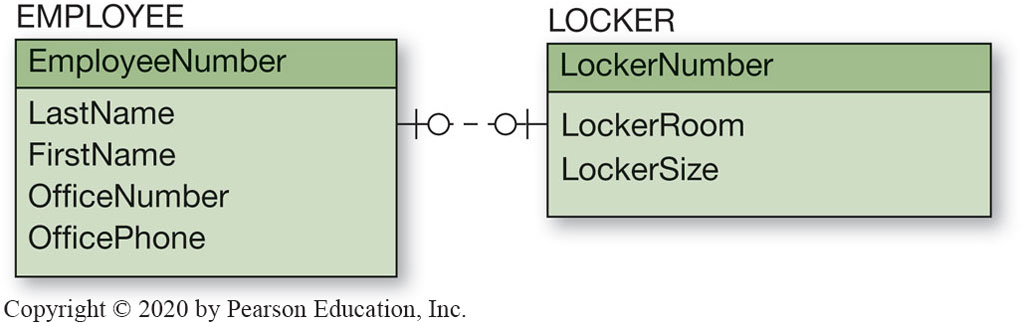 EMPLOYEE
EmployeeNumber
LastName
FirstName
OfficeNumber
OfficePhone
LOCKER
LockerNumber
LockerRoom
LockerSize
Copyright © 2020 by Pearson Education, Inc.